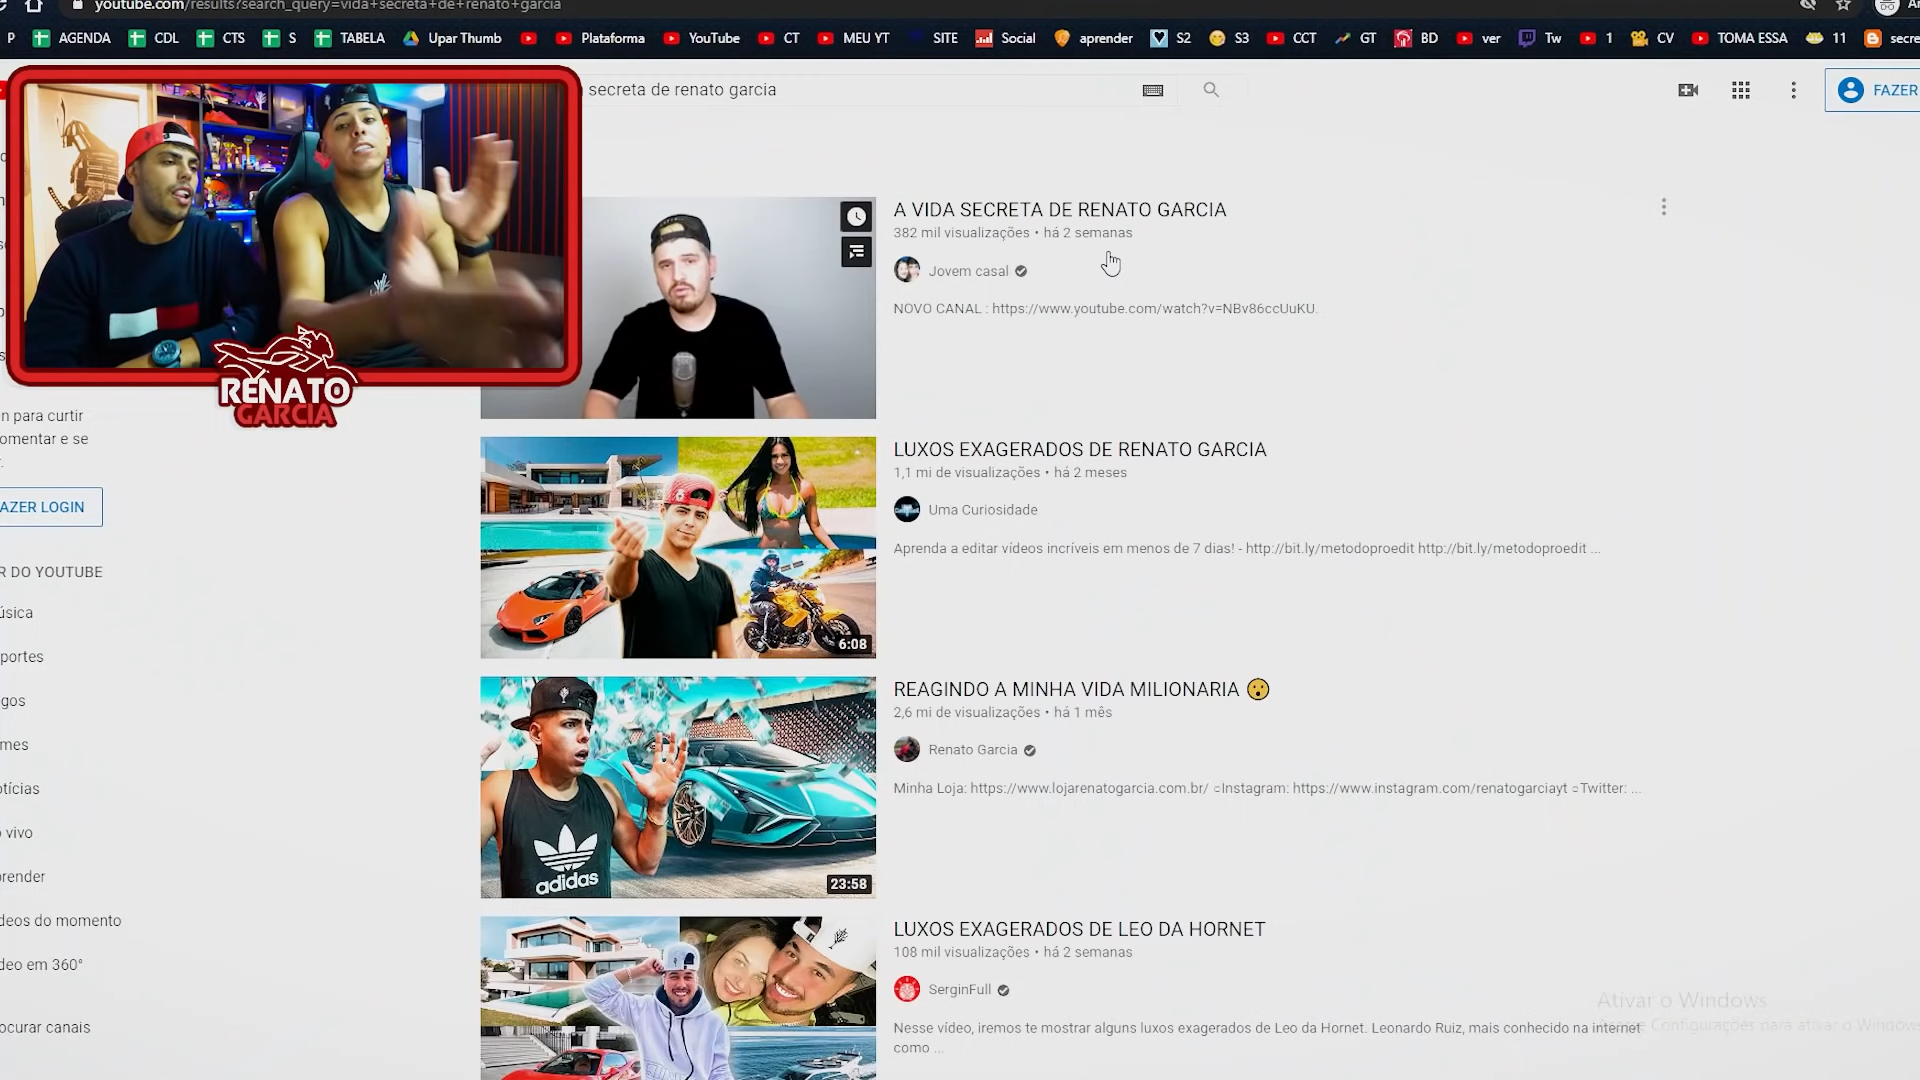 youtube.com/results?search_query=vida+secreta+de+renato+garcia
P AGENDA CDL CTS S TABELA Upar Thumb Plataforma YouTube CT MEU YT SITE Social aprender S2 S3 CCT GT BD ver Tw 1 CV TOMA ESSA 11 secre
secreta de renato garcia
FAZER
RENATO
GARCIA
A VIDA SECRETA DE RENATO GARCIA
382 mil visualizações • há 2 semanas
Jovem casal
NOVO CANAL : https://www.youtube.com/watch?v=NBv86ccUuKU.
n para curtir
omentar e se
r.
AZER LOGIN
R DO YOUTUBE
úsica
portes
gos
mes
otícias
o vivo
prender
deos do momento
deo em 360°
ocurar canais
LUXOS EXAGERADOS DE RENATO GARCIA
1,1 mi de visualizações • há 2 meses
Uma Curiosidade
Aprenda a editar vídeos incríveis em menos de 7 dias! - http://bit.ly/metodoproedit http://bit.ly/metodoproedit ...
6:08
REAGINDO A MINHA VIDA MILIONARIA 😮
2,6 mi de visualizações • há 1 mês
Renato Garcia
Minha Loja: https://www.lojarenatogarcia.com.br/ ○Instagram: https://www.instagram.com/renatogarciayt ○Twitter: ...
adidas
23:58
LUXOS EXAGERADOS DE LEO DA HORNET
108 mil visualizações • há 2 semanas
SerginFull
Nesse vídeo, iremos te mostrar alguns luxos exagerados de Leo da Hornet. Leonardo Ruiz, mais conhecido na internet
como ...
Ativar o Windows
Configurações para ativar o Windows